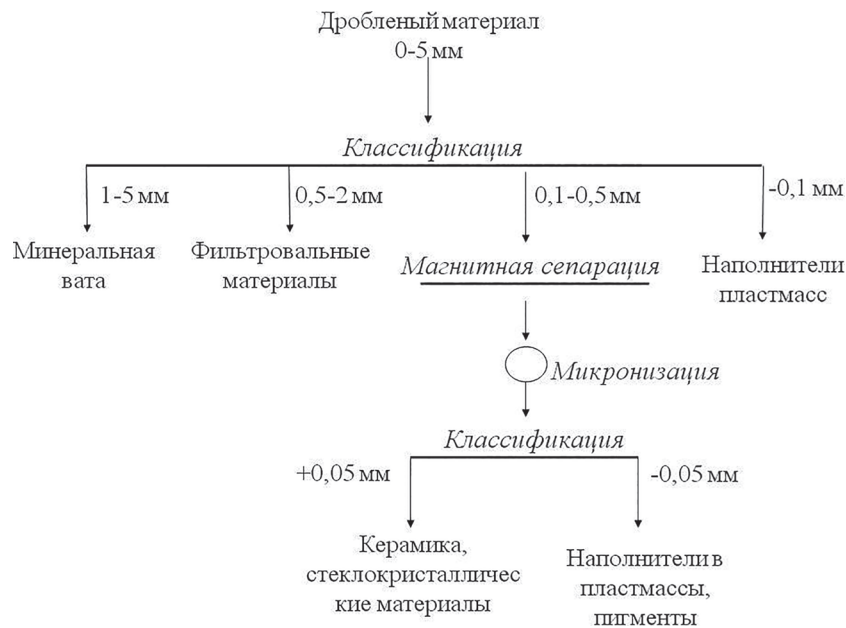 Дробленый материал
0-5 мм
Классификация
1-5 мм
0,5-2 мм
0,1-0,5мм
-0,1 мм
Минеральная
вата
Фильтровальные
материалы
Магнитная сепарация
Наполнители
пластмасс
Микронизация
Классификация
+0,05 мм
-0,05 мм
Керамика,
стеклокристалличес
кие материалы
Наполнители в
пластмассы,
пигменты